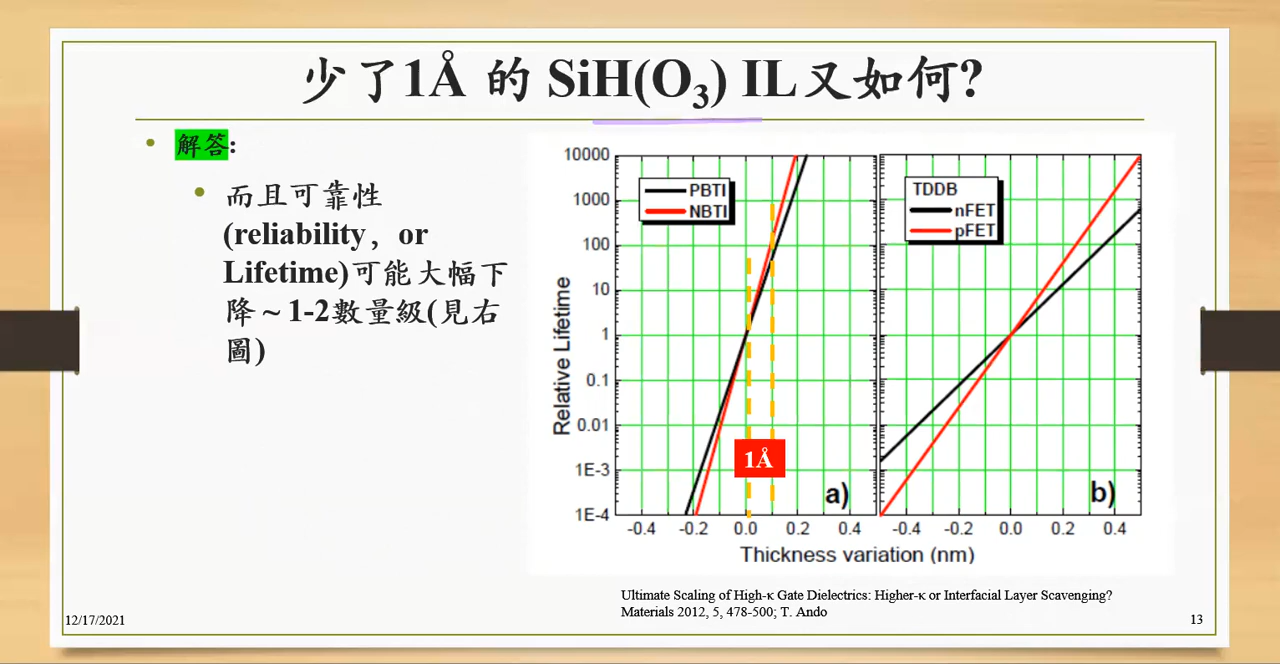 少了1Å 的 SiH(O₃) IL又如何?
• 解答:
• 而且可靠性
(reliability, or
Lifetime)可能大幅下
降~1-2數量級(見右
圖)
Relative Lifetime
10000
1000
100
10
1
0.1
0.01
1E-3
1E-4
PBTI
NBTI
1Å
a)
-0.4 -0.2 0.0 0.2 0.4
TDDB
nFET
pFET
b)
-0.4 -0.2 0.0 0.2 0.4
Thickness variation (nm)
Ultimate Scaling of High-κ Gate Dielectrics: Higher-κ or Interfacial Layer Scavenging?
Materials 2012, 5, 478-500; T. Ando
12/17/2021
13